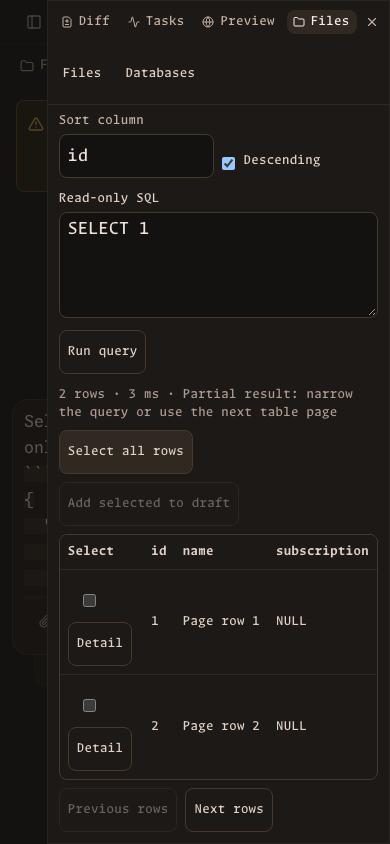 Diff Tasks Preview Files
Files Databases
Sort column
id
Descending
Read-only SQL
SELECT 1
Run query
2 rows · 3 ms · Partial result: narrow
the query or use the next table page
Select all rows
Add selected to draft
Select id name subscription
1 Page row 1 NULL
Detail
2 Page row 2 NULL
Detail
Previous rows Next rows